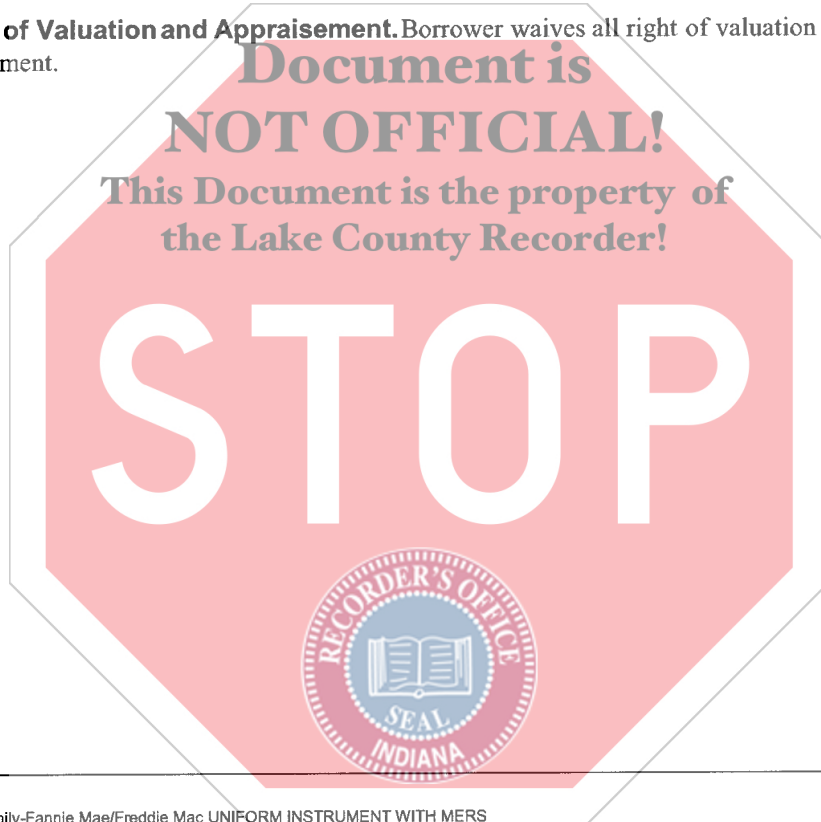 of Valuation and Appraisement. Borrower waives all right of valuation
ment.
Document is
NOT OFFICIAL!
This Document is the property of
the Lake County Recorder!
STOP
RECORDER'S OFFICE
SEAL
INDIANA
ily-Fannie Mae/Freddie Mac UNIFORM INSTRUMENT WITH MERS